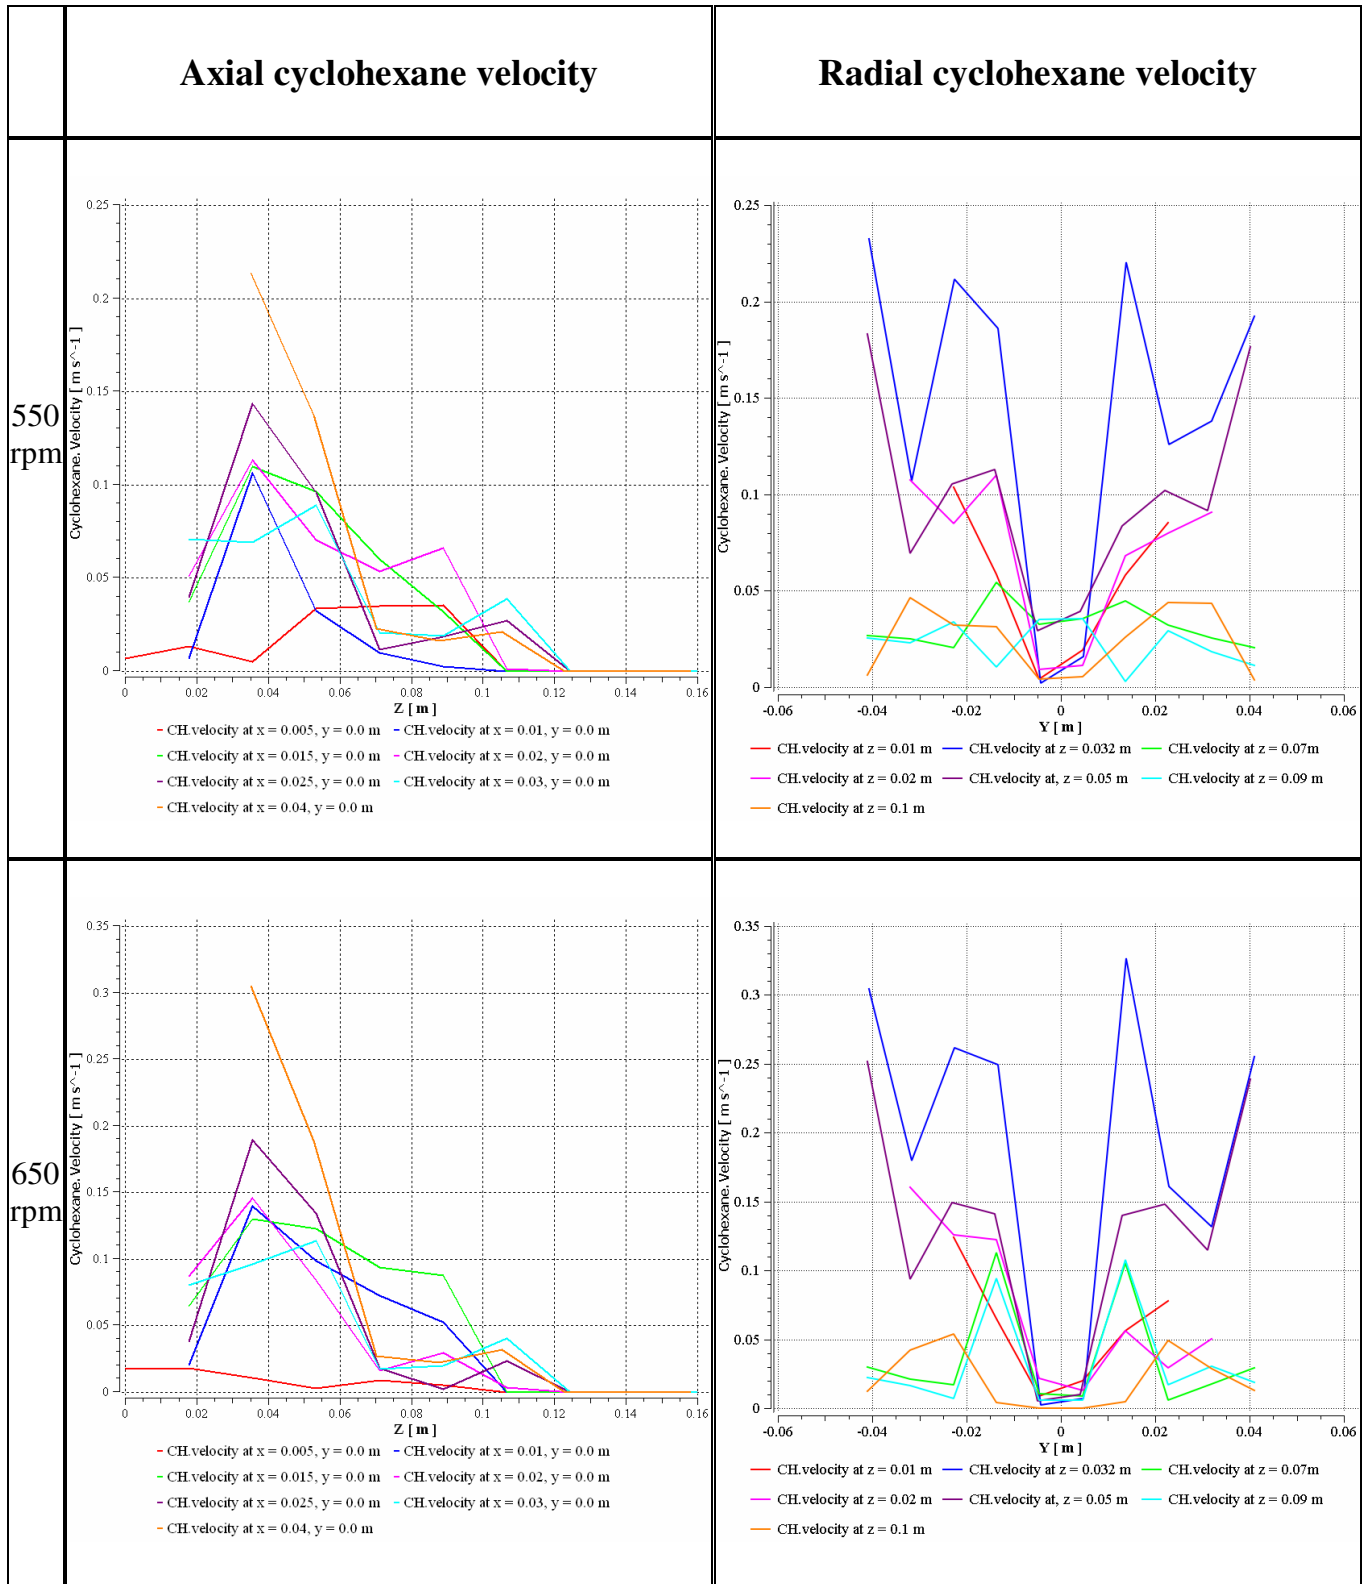 Axial cyclohexane velocity
Radial cyclohexane velocity
550
rpm
Cyclohexane. Velocity [ m s^-1 ]
0.25
0.2
0.15
0.1
0.05
0
0 0.02 0.04 0.06 0.08 0.1 0.12 0.14 0.16
Z [ m ]
CH.velocity at x = 0.005, y = 0.0 m CH.velocity at x = 0.01, y = 0.0 m
CH.velocity at x = 0.015, y = 0.0 m CH.velocity at x = 0.02, y = 0.0 m
CH.velocity at x = 0.025, y = 0.0 m CH.velocity at x = 0.03, y = 0.0 m
CH.velocity at x = 0.04, y = 0.0 m
Cyclohexane. Velocity [ m s^-1 ]
0.25
0.2
0.15
0.1
0.05
0
-0.06 -0.04 -0.02 0 0.02 0.04 0.06
Y [ m ]
CH.velocity at z = 0.01 m CH.velocity at z = 0.032 m CH.velocity at z = 0.07m
CH.velocity at z = 0.02 m CH.velocity at, z = 0.05 m CH.velocity at z = 0.09 m
CH.velocity at z = 0.1 m
650
rpm
Cyclohexane. Velocity [ m s^-1 ]
0.35
0.3
0.25
0.2
0.15
0.1
0.05
0
0 0.02 0.04 0.06 0.08 0.1 0.12 0.14 0.16
Z [ m ]
CH.velocity at x = 0.005, y = 0.0 m CH.velocity at x = 0.01, y = 0.0 m
CH.velocity at x = 0.015, y = 0.0 m CH.velocity at x = 0.02, y = 0.0 m
CH.velocity at x = 0.025, y = 0.0 m CH.velocity at x = 0.03, y = 0.0 m
CH.velocity at x = 0.04, y = 0.0 m
Cyclohexane. Velocity [ m s^-1 ]
0.35
0.3
0.25
0.2
0.15
0.1
0.05
0
-0.06 -0.04 -0.02 0 0.02 0.04 0.06
Y [ m ]
CH.velocity at z = 0.01 m CH.velocity at z = 0.032 m CH.velocity at z = 0.07m
CH.velocity at z = 0.02 m CH.velocity at, z = 0.05 m CH.velocity at z = 0.09 m
CH.velocity at z = 0.1 m